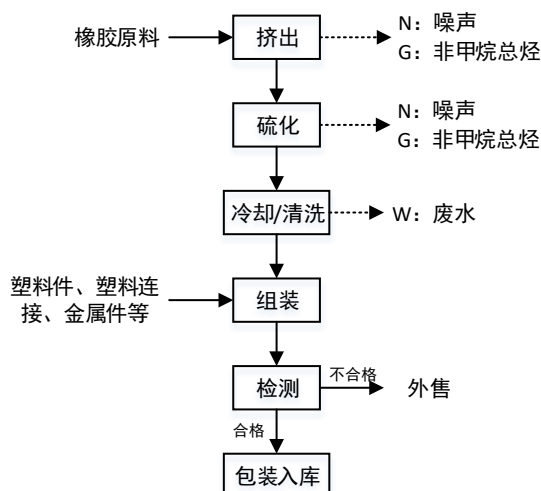 橡胶原料
挤出
N：噪声
G：非甲烷总烃
硫化
N：噪声
G：非甲烷总烃
冷却/清洗
W：废水
塑料件、塑料连
接、金属件等
组装
检测
不合格
外售
合格
包装入库